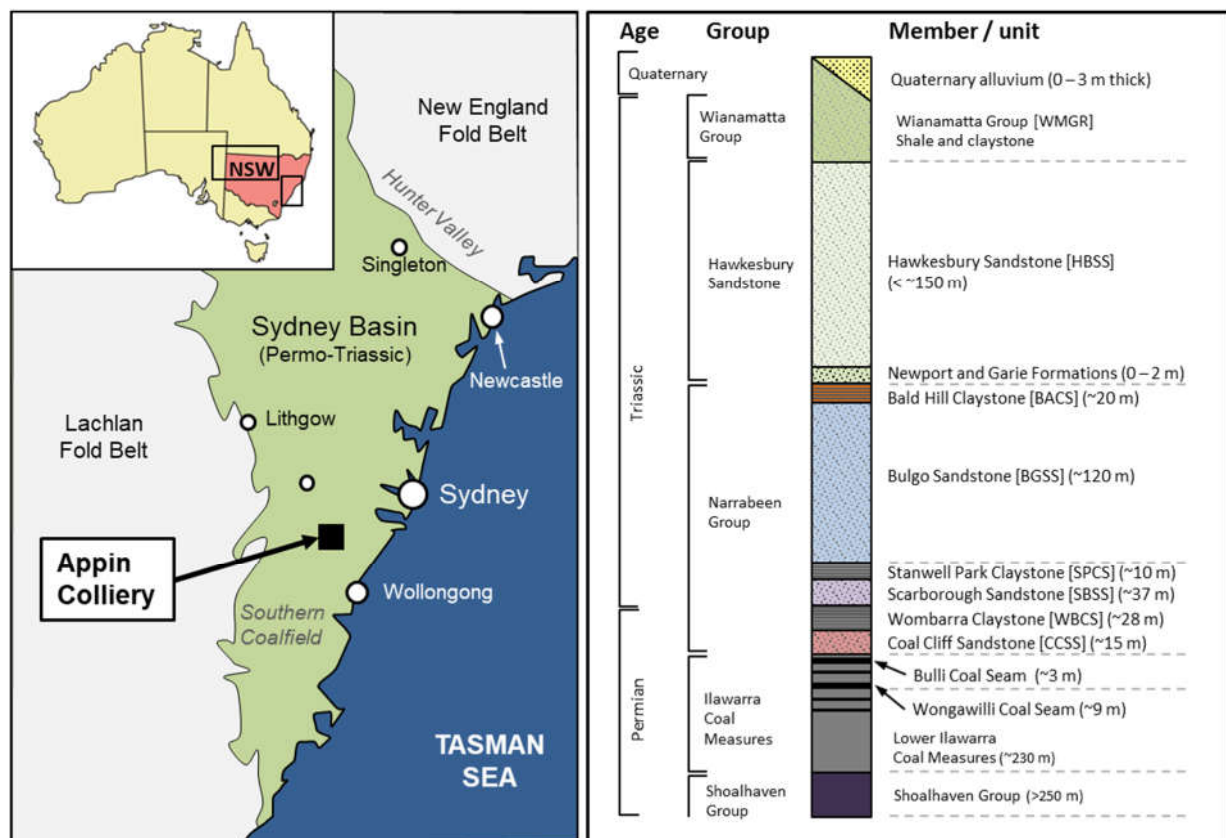 NSW
New England
Fold Belt
Hunter Valley
Singleton
Sydney Basin
(Permo-Triassic)
Newcastle
Lithgow
Lachlan
Fold Belt
Sydney
Appin
Colliery
Wollongong
Southern
Coalfield
TASMAN
SEA
Age
Group
Member / unit
Quaternary
Quaternary alluvium (0 – 3 m thick)
Wianamatta
Group
Wianamatta Group [WMGR]
Shale and claystone
Triassic
Hawkesbury
Sandstone
Hawkesbury Sandstone [HBSS]
(< ~150 m)
Newport and Garie Formations (0 – 2 m)
Narrabeen
Group
Bald Hill Claystone [BACS] (~20 m)
Bulgo Sandstone [BGSS] (~120 m)
Stanwell Park Claystone [SPCS] (~10 m)
Scarborough Sandstone [SBSS] (~37 m)
Wombarra Claystone [WBCS] (~28 m)
Coal Cliff Sandstone [CCSS] (~15 m)
Permian
Ilawarra
Coal
Measures
Bulli Coal Seam (~3 m)
Wongawilli Coal Seam (~9 m)
Lower Ilawarra
Coal Measures (~230 m)
Shoalhaven
Group
Shoalhaven Group (>250 m)